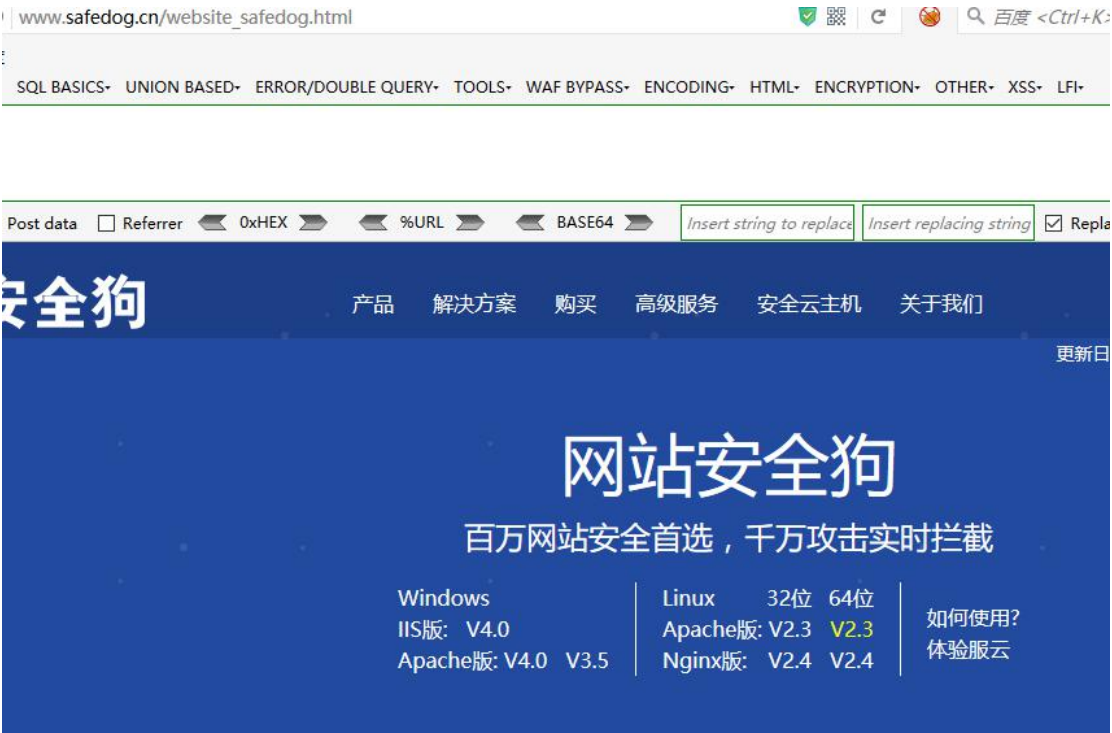 www.safedog.cn/website_safedog.html 百度 <Ctrl+K>
SQL BASICS UNION BASED ERROR/DOUBLE QUERY TOOLS WAF BYPASS ENCODING HTML ENCRYPTION OTHER XSS LFI
Post data Referrer 0xHEX %URL BASE64 Insert string to replace Insert replacing string Repla
安全狗 产品 解决方案 购买 高级服务 安全云主机 关于我们
更新日
网站安全狗
百万网站安全首选，千万攻击实时拦截
Windows Linux 32位 64位
如何使用?
IIS版: V4.0 Apache版: V2.3 V2.3
体验服云
Apache版: V4.0 V3.5 Nginx版: V2.4 V2.4